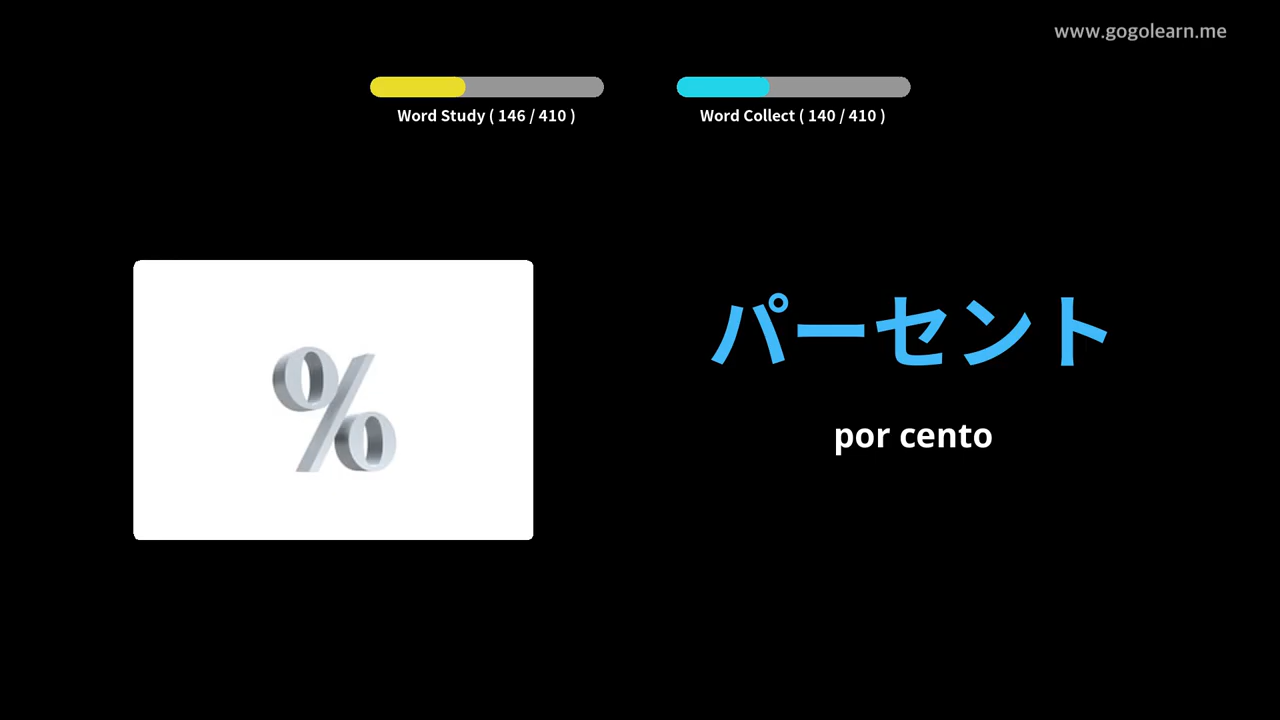 www.gogolearn.me
Word Study ( 146 / 410 )
Word Collect ( 140 / 410 )
%
パーセント
por cento